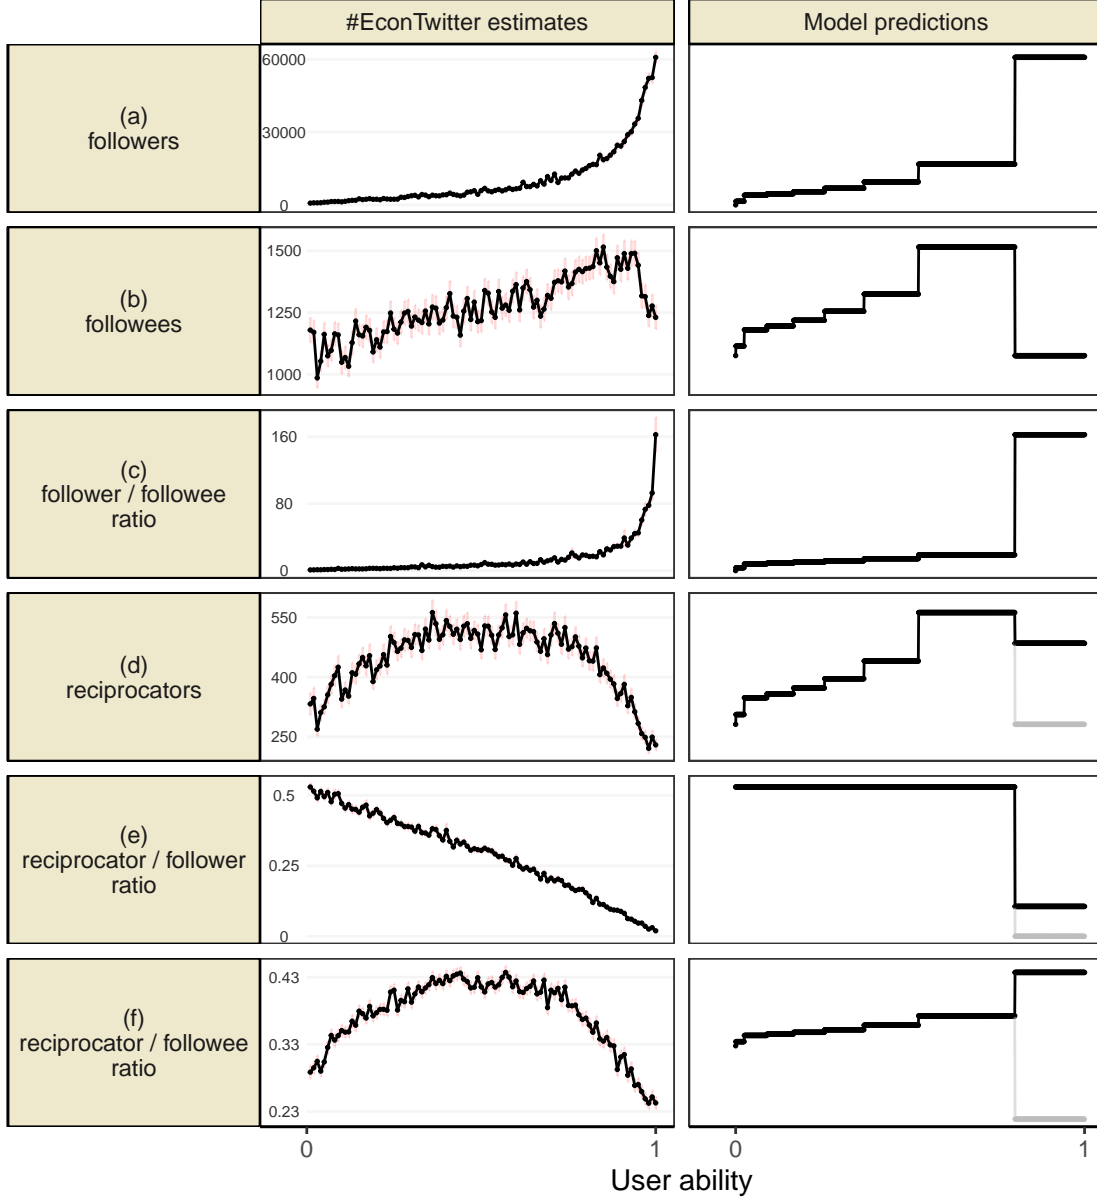 #EconTwitter estimates
Model predictions
(a)
followers
60000
30000
0
(b)
followees
1500
1250
1000
(c)
follower / followee
ratio
160
80
0
(d)
reciprocators
550
400
250
(e)
reciprocator / follower
ratio
0.5
0.25
0
(f)
reciprocator / followee
ratio
0.43
0.33
0.23
0
1
0
1
User ability